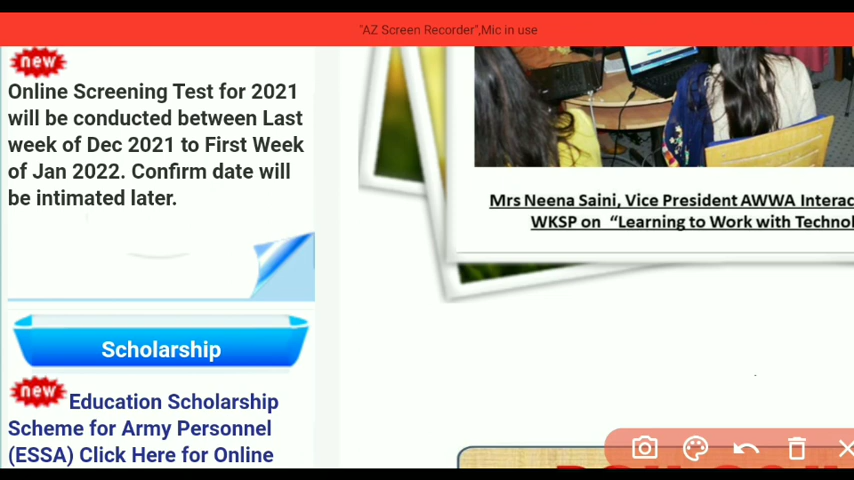 "AZ Screen Recorder",Mic in use
new
Online Screening Test for 2021
will be conducted between Last
week of Dec 2021 to First Week
of Jan 2022. Confirm date will
be intimated later.
Mrs Neena Saini, Vice President AWWA
WKSP on “Learning to Work with
Scholarship
new Education Scholarship
Scheme for Army Personnel
(ESSA) Click Here for Online